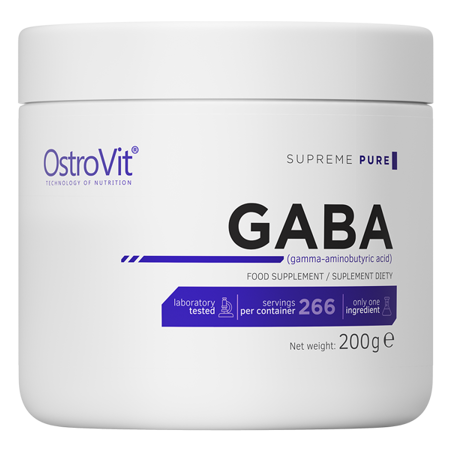 OstroVit®
TECHNOLOGY OF NUTRITION
SUPREME PURE
GABA
(gamma-aminobutyric acid)
FOOD SUPPLEMENT / SUPLEMENT DIETY
laboratory tested
servings per container 266
only one ingredient
Net weight: 200g ℮